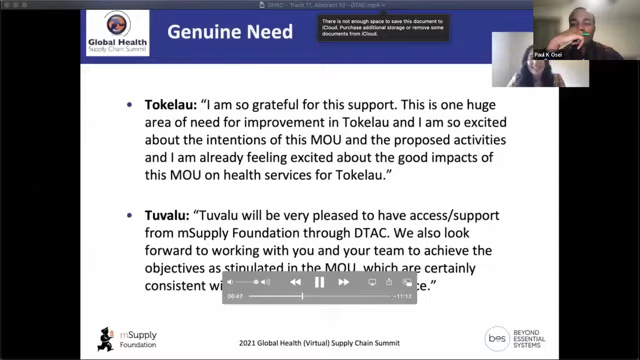 DHAC - Track 11, Abstract 10 - DTAC.mp4
There is not enough space to save this document to
iCloud. Purchase additional storage or remove some
documents from iCloud.
Global Health
Supply Chain Summit
Genuine Need
Paul K Osei
• Tokelau: “I am so grateful for this support. This is one huge
area of need for improvement in Tokelau and I am so excited
about the intentions of this MOU and the proposed activities
and I am already feeling excited about the good impacts of
this MOU on health services for Tokelau.”
• Tuvalu: “Tuvalu will be very pleased to have access/support
from mSupply Foundation through DTAC. We also look
forward to working with you and your team to achieve the
objectives as stipulated in the MOU, which are certainly
consistent ce.”
06:47
-11:13
mSupply
Foundation
2021 Global Health (Virtual) Supply Chain Summit
bes
BEYOND
ESSENTIAL
SYSTEMS